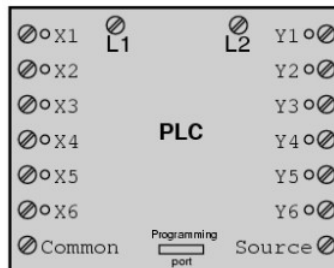 X1 L1 L2 Y1
X2 Y2
X3 Y3
X4 PLC Y4
X5 Y5
X6 Y6
Programming
Common Source
port